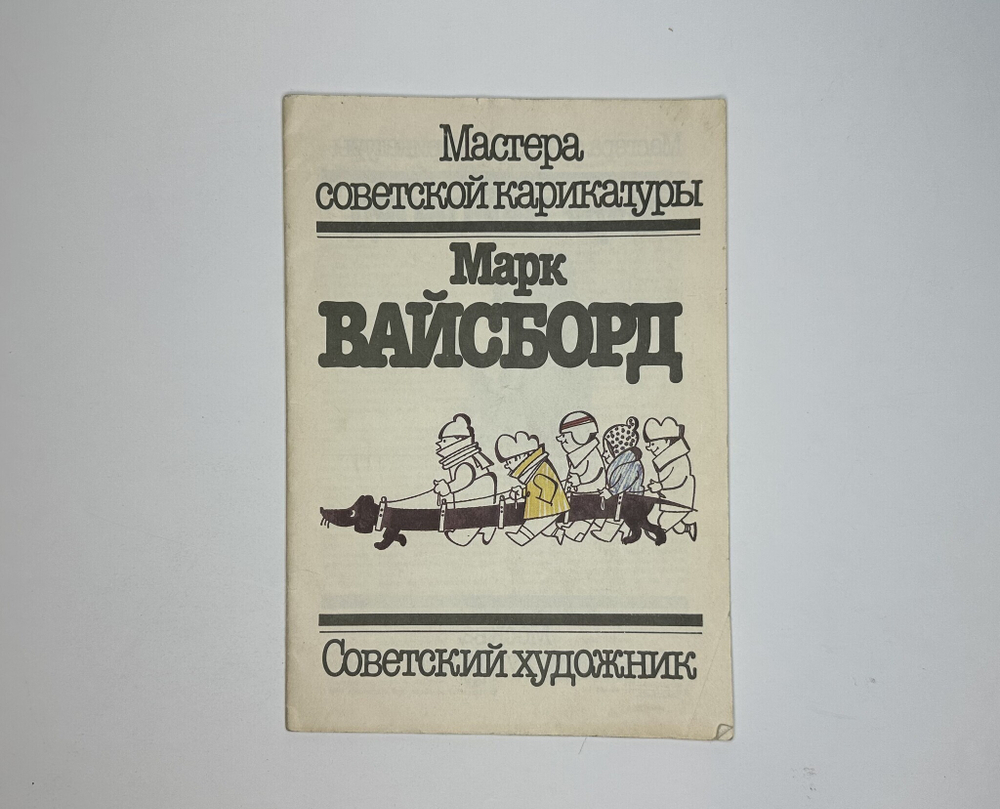 Мастера
советской карикатуры
Марк
ВАЙСБОРД
Советский художник